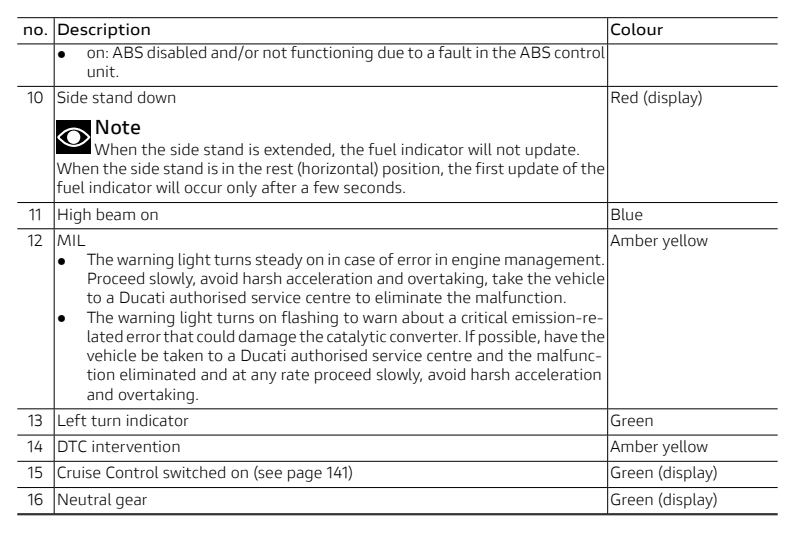 no. Description Colour
● on: ABS disabled and/or not functioning due to a fault in the ABS control
unit.
10 Side stand down Red (display)
Note
When the side stand is extended, the fuel indicator will not update.
When the side stand is in the rest (horizontal) position, the first update of the
fuel indicator will occur only after a few seconds.
11 High beam on Blue
12 MIL Amber yellow
● The warning light turns steady on in case of error in engine management.
Proceed slowly, avoid harsh acceleration and overtaking, take the vehicle
to a Ducati authorised service centre to eliminate the malfunction.
● The warning light turns on flashing to warn about a critical emission-re-
lated error that could damage the catalytic converter. If possible, have the
vehicle be taken to a Ducati authorised service centre and the malfunc-
tion eliminated and at any rate proceed slowly, avoid harsh acceleration
and overtaking.
13 Left turn indicator Green
14 DTC intervention Amber yellow
15 Cruise Control switched on (see page 141) Green (display)
16 Neutral gear Green (display)